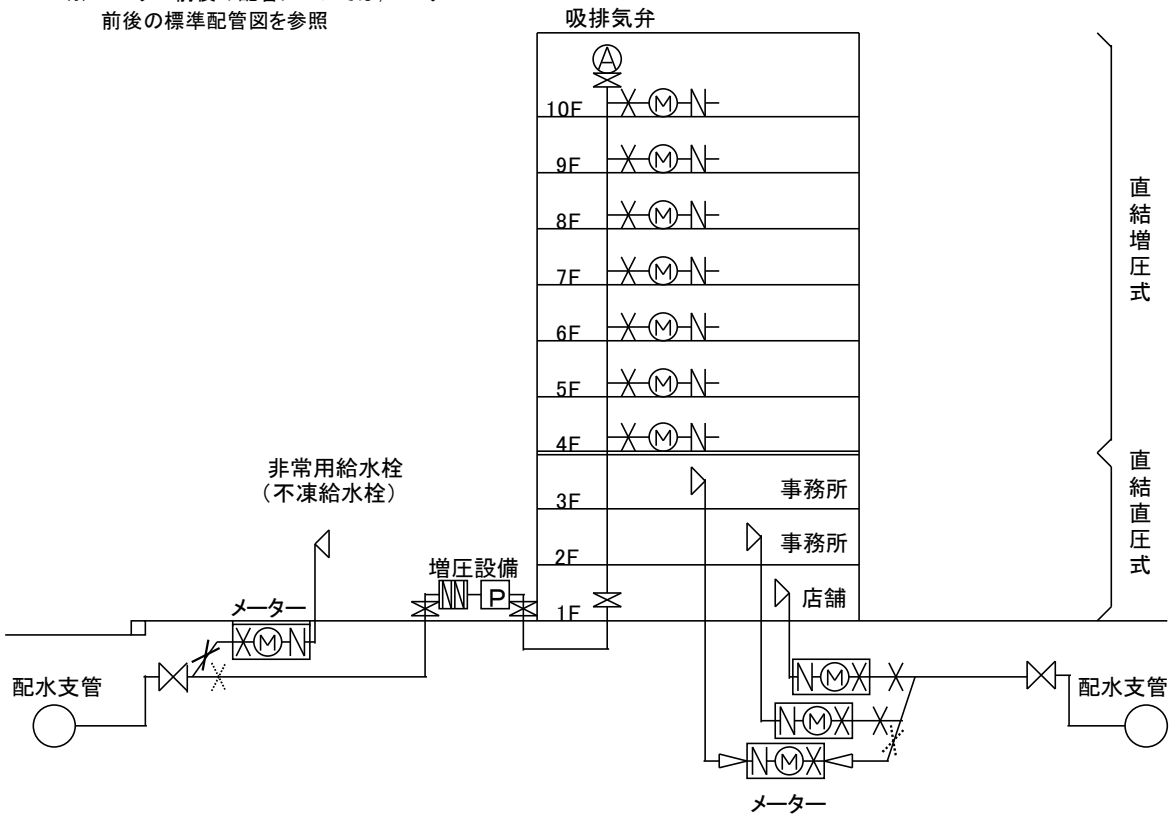 前後の標準配管図を参照
吸排気弁
A
10F
M
N
9F
M
N
8F
M
N
7F
M
N
6F
M
N
5F
M
N
4F
M
N
直結増圧式
直結直圧式
非常用給水栓
（不凍給水栓）
3F
事務所
2F
事務所
増圧設備
P
1F
店舗
メーター
M
N
配水支管
N
M
N
M
N
M
配水支管
メーター